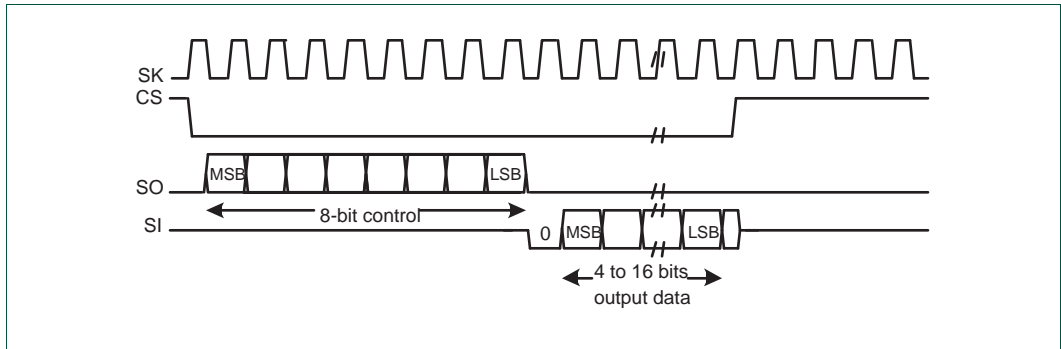 SK
CS
SO
MSB
LSB
8-bit control
SI
0
MSB
LSB
4 to 16 bits
output data